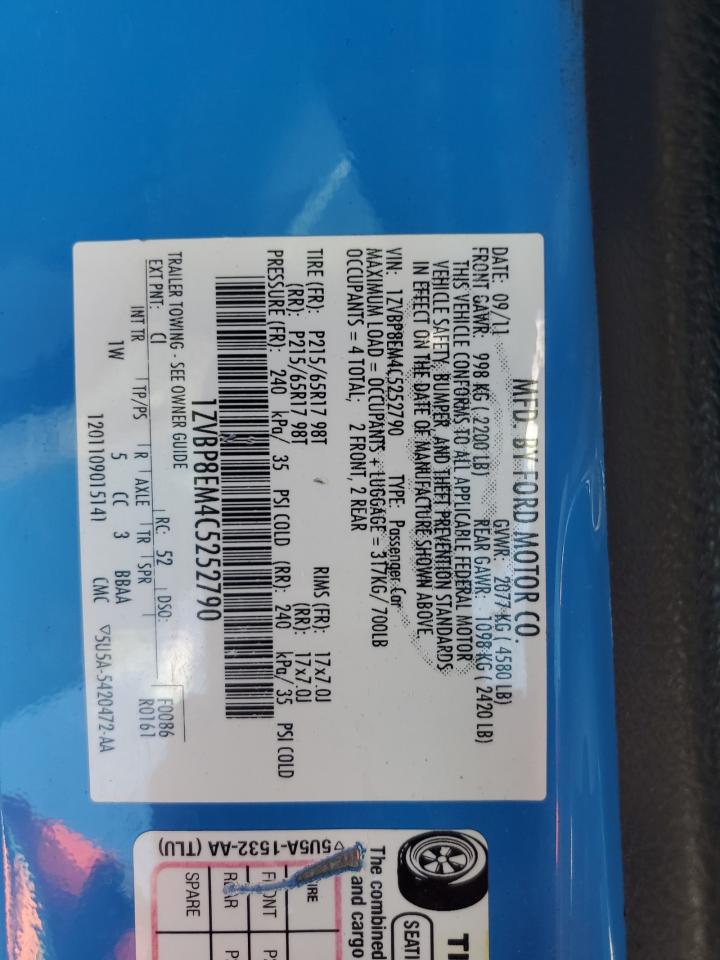 MFD. BY FORD MOTOR CO.
DATE: 09/11 GVWR: 2077 KG ( 4580 LB)
FRONT GAWR: 998 KG ( 2200 LB) REAR GAWR: 1098 KG ( 2420 LB)
THIS VEHICLE CONFORMS TO ALL APPLICABLE FEDERAL MOTOR
VEHICLE SAFETY, BUMPER, AND THEFT PREVENTION STANDARDS
IN EFFECT ON THE DATE OF MANUFACTURE SHOWN ABOVE.
VIN: 1ZVBP8EM4C5252790 TYPE: Passenger Car
MAXIMUM LOAD = OCCUPANTS + LUGGAGE = 317KG / 700LB
OCCUPANTS = 4 TOTAL; 2 FRONT, 2 REAR
TIRE (FR): P215/65R17 98T RIMS (FR): 17x7.0J
(RR): P215/65R17 98T (RR): 17x7.0J
PRESSURE (FR): 240 kPa/ 35 PSI COLD (RR): 240 kPa/ 35 PSI COLD
1ZVBP8EM4C5252790
TRAILER TOWING - SEE OWNER GUIDE
EXT PNT: CI RC: 52 DSO: F0086
R0161
INT TR TP/PS R AXLE TR SPR
1W 5 CC 3 BBAA
12011090151 41 CMC ▽5U5A-5420472-AA
TI
SEATI
The combined
and cargo
FRONT
REAR
SPARE
▽5U5A-1532-AA (TLU)